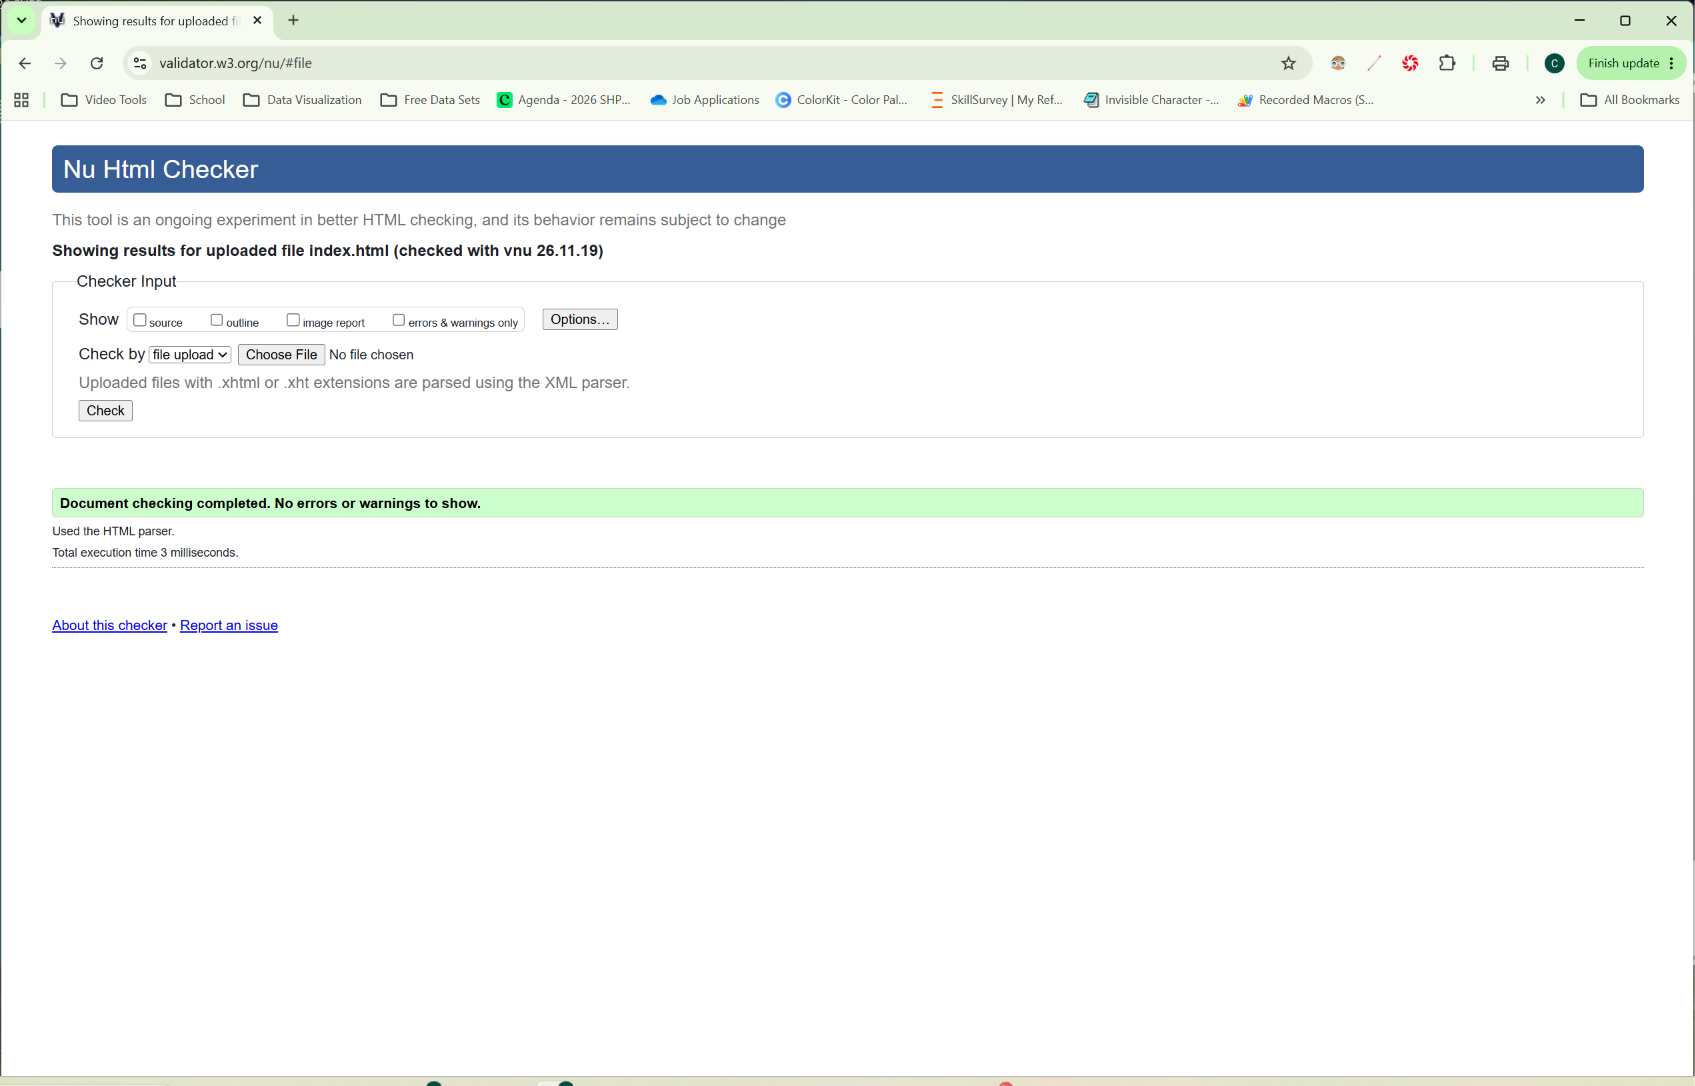 Showing results for uploaded fi
validator.w3.org/nu/#file
C
Finish update
Video Tools
School
Data Visualization
Free Data Sets
Agenda - 2026 SHP...
Job Applications
ColorKit - Color Pal...
SkillSurvey | My Ref...
Invisible Character -...
Recorded Macros (S...
»
All Bookmarks
Nu Html Checker
This tool is an ongoing experiment in better HTML checking, and its behavior remains subject to change
Showing results for uploaded file index.html (checked with vnu 26.11.19)
Checker Input
Show source outline image report errors & warnings only Options...
Check by file upload Choose File No file chosen
Uploaded files with .xhtml or .xht extensions are parsed using the XML parser.
Check
Document checking completed. No errors or warnings to show.
Used the HTML parser.
Total execution time 3 milliseconds.
About this checker • Report an issue